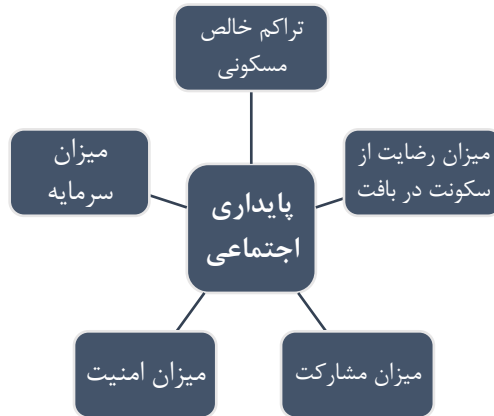 تراکم خالص
مسکونی
میزان رضایت از
سکونت در بافت
میزان مشارکت
میزان امنیت
میزان
سرمایه
پایداری
اجتماعی